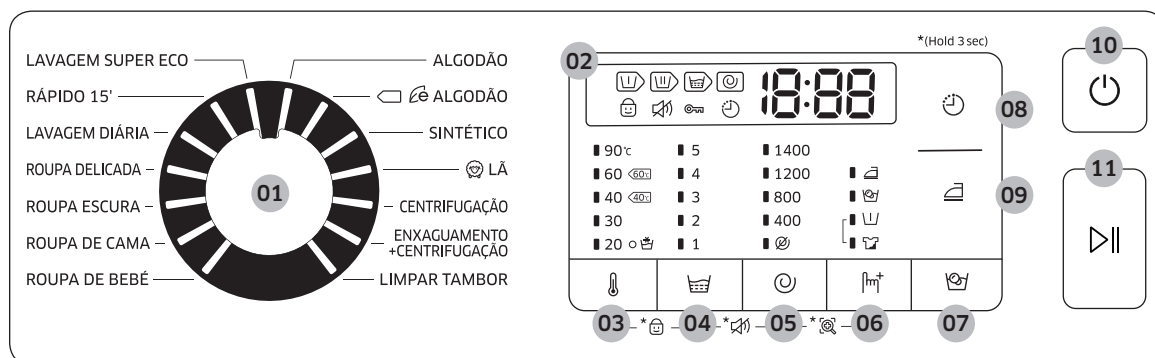 *(Hold 3 sec)
LAVAGEM SUPER ECO
RÁPIDO 15'
LAVAGEM DIÁRIA
ROUPA DELICADA
ROUPA ESCURA
ROUPA DE CAMA
ROUPA DE BEBÉ
ALGODÃO
ALGODÃO
SINTÉTICO
LÃ
CENTRIFUGAÇÃO
ENXAGUAMENTO
+CENTRIFUGAÇÃO
LIMPAR TAMBOR
01
02
18:88
90℃ 5 1400
60 60℃ 4 1200
40 40℃ 3 800
30 2 400
20 1
03 * 04 * 05 * 06 07
08
09
10
11